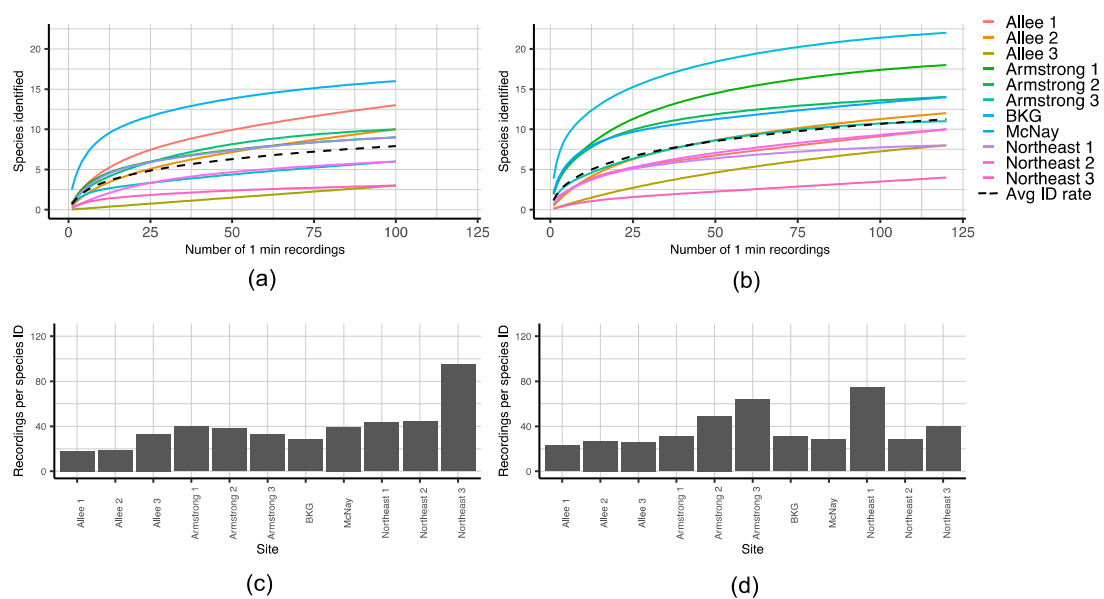 Species identified
20
15
10
5
0
0 25 50 75 100 125
Number of 1 min recordings
(a)
Species identified
20
15
10
5
0
0 25 50 75 100 125
Number of 1 min recordings
(b)
Allee 1
Allee 2
Allee 3
Armstrong 1
Armstrong 2
Armstrong 3
BKG
McNay
Northeast 1
Northeast 2
Northeast 3
Avg ID rate
Recordings per species ID
120
80
40
0
Allee 1
Allee 2
Allee 3
Armstrong 1
Armstrong 2
Armstrong 3
BKG
McNay
Northeast 1
Northeast 2
Northeast 3
Site
(c)
Recordings per species ID
120
80
40
0
Allee 1
Allee 2
Allee 3
Armstrong 1
Armstrong 2
Armstrong 3
BKG
McNay
Northeast 1
Northeast 2
Northeast 3
Site
(d)